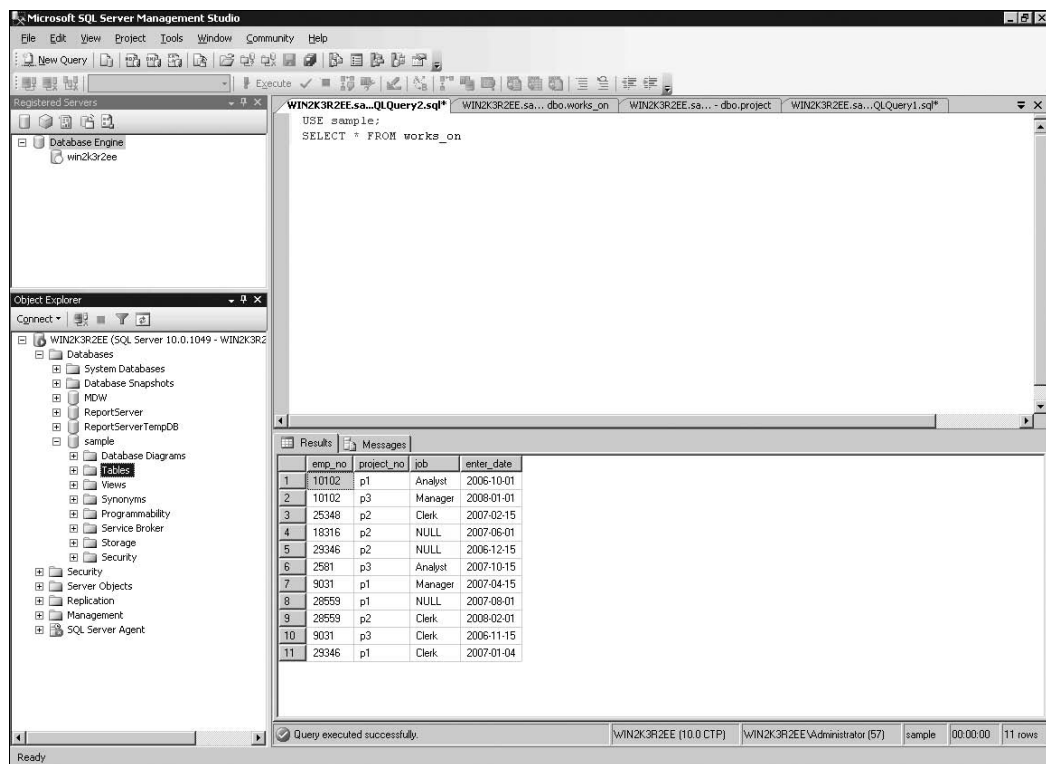 Microsoft SQL Server Management Studio
File Edit View Project Tools Window Community Help
New Query
Execute
Registered Servers
Database Engine
win2k3r2ee
WIN2K3R2EE.sa...QLQuery2.sql* WIN2K3R2EE.sa... dbo.works_on WIN2K3R2EE.sa... - dbo.project WIN2K3R2EE.sa...QLQuery1.sql*
USE sample;
SELECT * FROM works_on
Object Explorer
Connect
WIN2K3R2EE (SQL Server 10.0.1049 - WIN2K3R2
Databases
System Databases
Database Snapshots
MDW
ReportServer
ReportServerTempDB
sample
Database Diagrams
Tables
Views
Synonyms
Programmability
Service Broker
Storage
Security
Security
Server Objects
Replication
Management
SQL Server Agent
Results Messages
emp_no project_no job enter_date
1 10102 p1 Analyst 2006-10-01
2 10102 p3 Manager 2008-01-01
3 25348 p2 Clerk 2007-02-15
4 18316 p2 NULL 2007-06-01
5 29346 p2 NULL 2006-12-15
6 2581 p3 Analyst 2007-10-15
7 9031 p1 Manager 2007-04-15
8 28559 p1 NULL 2007-08-01
9 28559 p2 Clerk 2008-02-01
10 9031 p3 Clerk 2006-11-15
11 29346 p1 Clerk 2007-01-04
Query executed successfully. WIN2K3R2EE (10.0 CTP) WIN2K3R2EE\Administrator (57) sample 00:00:00 11 rows
Ready